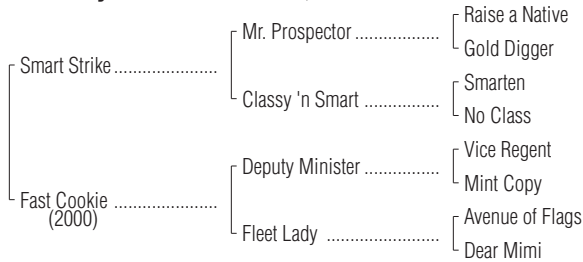 Raise a Native
Mr. Prospector ..................
Gold Digger
Smart Strike ......................
Smarten
Classy 'n Smart ................
No Class
Vice Regent
Deputy Minister ................
Mint Copy
Fast Cookie ......................
(2000)
Avenue of Flags
Fleet Lady ........................
Dear Mimi